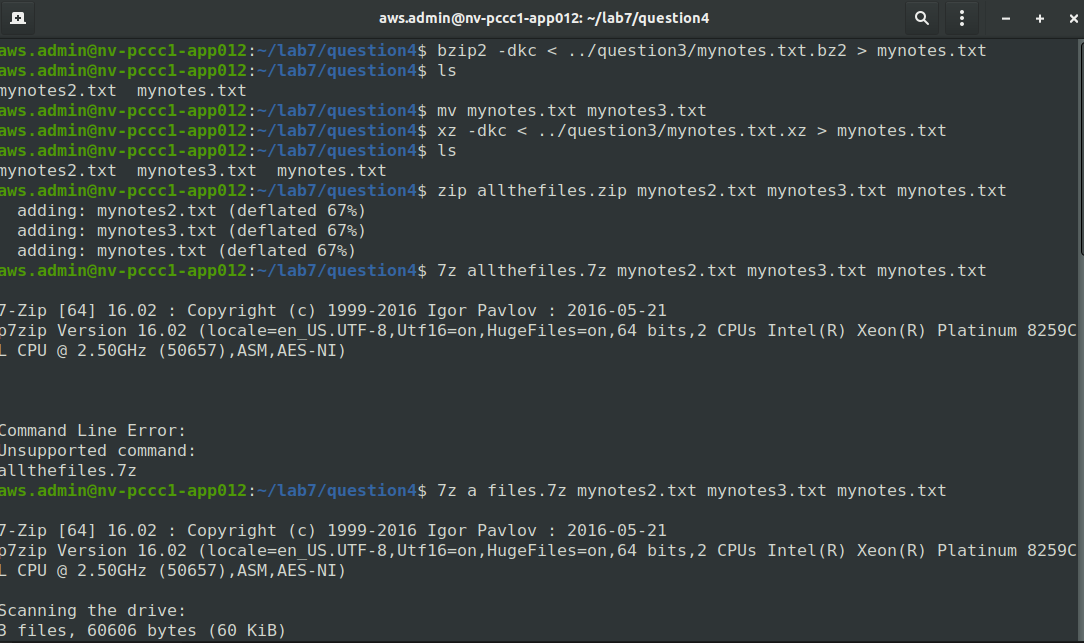 aws.admin@nv-pccc1-app012: ~/lab7/question4
aws.admin@nv-pccc1-app012:~/lab7/question4$ bzip2 -dkc < ../question3/mynotes.txt.bz2 > mynotes.txt
aws.admin@nv-pccc1-app012:~/lab7/question4$ ls
mynotes2.txt  mynotes.txt
aws.admin@nv-pccc1-app012:~/lab7/question4$ mv mynotes.txt mynotes3.txt
aws.admin@nv-pccc1-app012:~/lab7/question4$ xz -dkc < ../question3/mynotes.txt.xz > mynotes.txt
aws.admin@nv-pccc1-app012:~/lab7/question4$ ls
mynotes2.txt  mynotes3.txt  mynotes.txt
aws.admin@nv-pccc1-app012:~/lab7/question4$ zip allthefiles.zip mynotes2.txt mynotes3.txt mynotes.txt
  adding: mynotes2.txt (deflated 67%)
  adding: mynotes3.txt (deflated 67%)
  adding: mynotes.txt (deflated 67%)
aws.admin@nv-pccc1-app012:~/lab7/question4$ 7z allthefiles.7z mynotes2.txt mynotes3.txt mynotes.txt
7-Zip [64] 16.02 : Copyright (c) 1999-2016 Igor Pavlov : 2016-05-21
p7zip Version 16.02 (locale=en_US.UTF-8,Utf16=on,HugeFiles=on,64 bits,2 CPUs Intel(R) Xeon(R) Platinum 8259C
L CPU @ 2.50GHz (50657),ASM,AES-NI)
Command Line Error:
Unsupported command:
allthefiles.7z
aws.admin@nv-pccc1-app012:~/lab7/question4$ 7z a files.7z mynotes2.txt mynotes3.txt mynotes.txt
7-Zip [64] 16.02 : Copyright (c) 1999-2016 Igor Pavlov : 2016-05-21
p7zip Version 16.02 (locale=en_US.UTF-8,Utf16=on,HugeFiles=on,64 bits,2 CPUs Intel(R) Xeon(R) Platinum 8259C
L CPU @ 2.50GHz (50657),ASM,AES-NI)
Scanning the drive:
3 files, 60606 bytes (60 KiB)